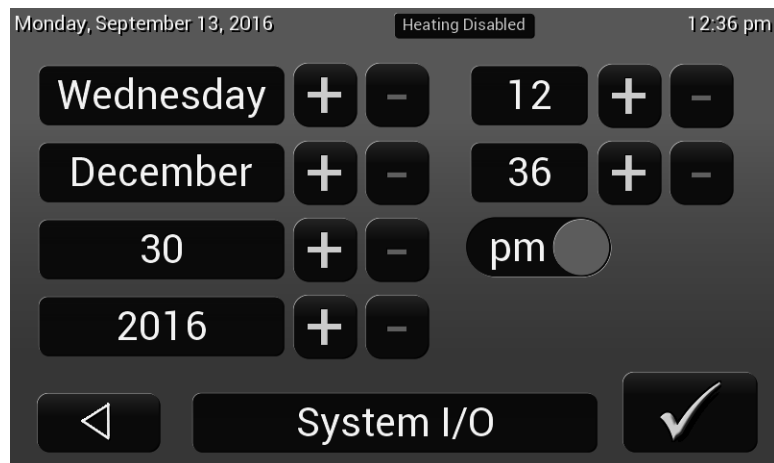 Monday, September 13, 2016 Heating Disabled 12:36 pm
Wednesday + - 12 + -
December + - 36 + -
30 + - pm
2016 + -
System I/O